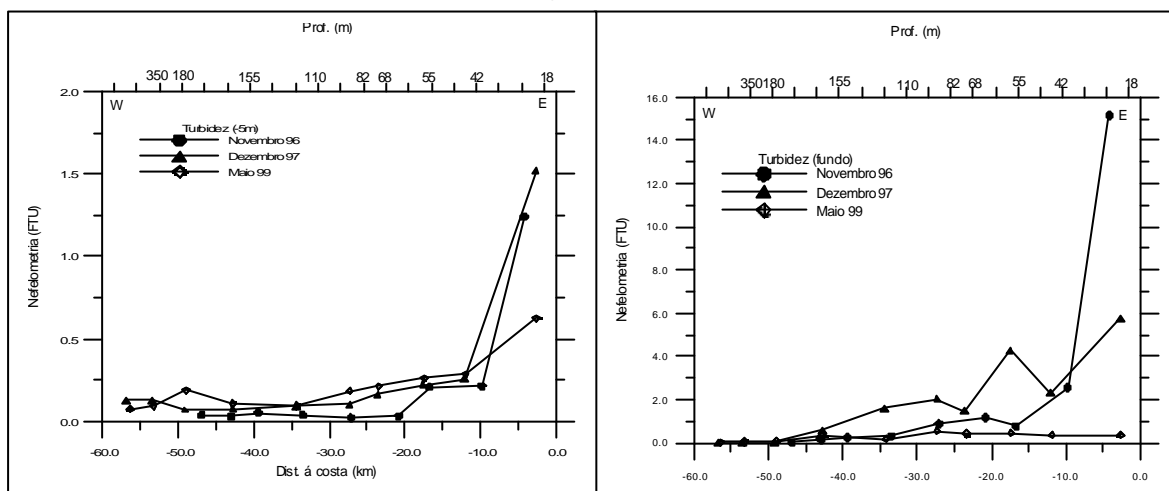 Prof. (m)
350 180 155 110 82 68 55 42 18
2.0
W E
Turbidez (-5m)
Novembro 96
Dezembro 97
Maio 99
1.5
1.0
0.5
0.0
Nefelometria (FTU)
-60.0 -50.0 -40.0 -30.0 -20.0 -10.0 0.0
Dist. á costa (km)
Prof. (m)
350 180 155 110 82 68 55 42 18
16.0
W E
14.0
Turbidez (fundo)
Novembro 96
Dezembro 97
Maio 99
12.0
10.0
8.0
6.0
4.0
2.0
0.0
Nefelometria (FTU)
-60.0 -50.0 -40.0 -30.0 -20.0 -10.0 0.0